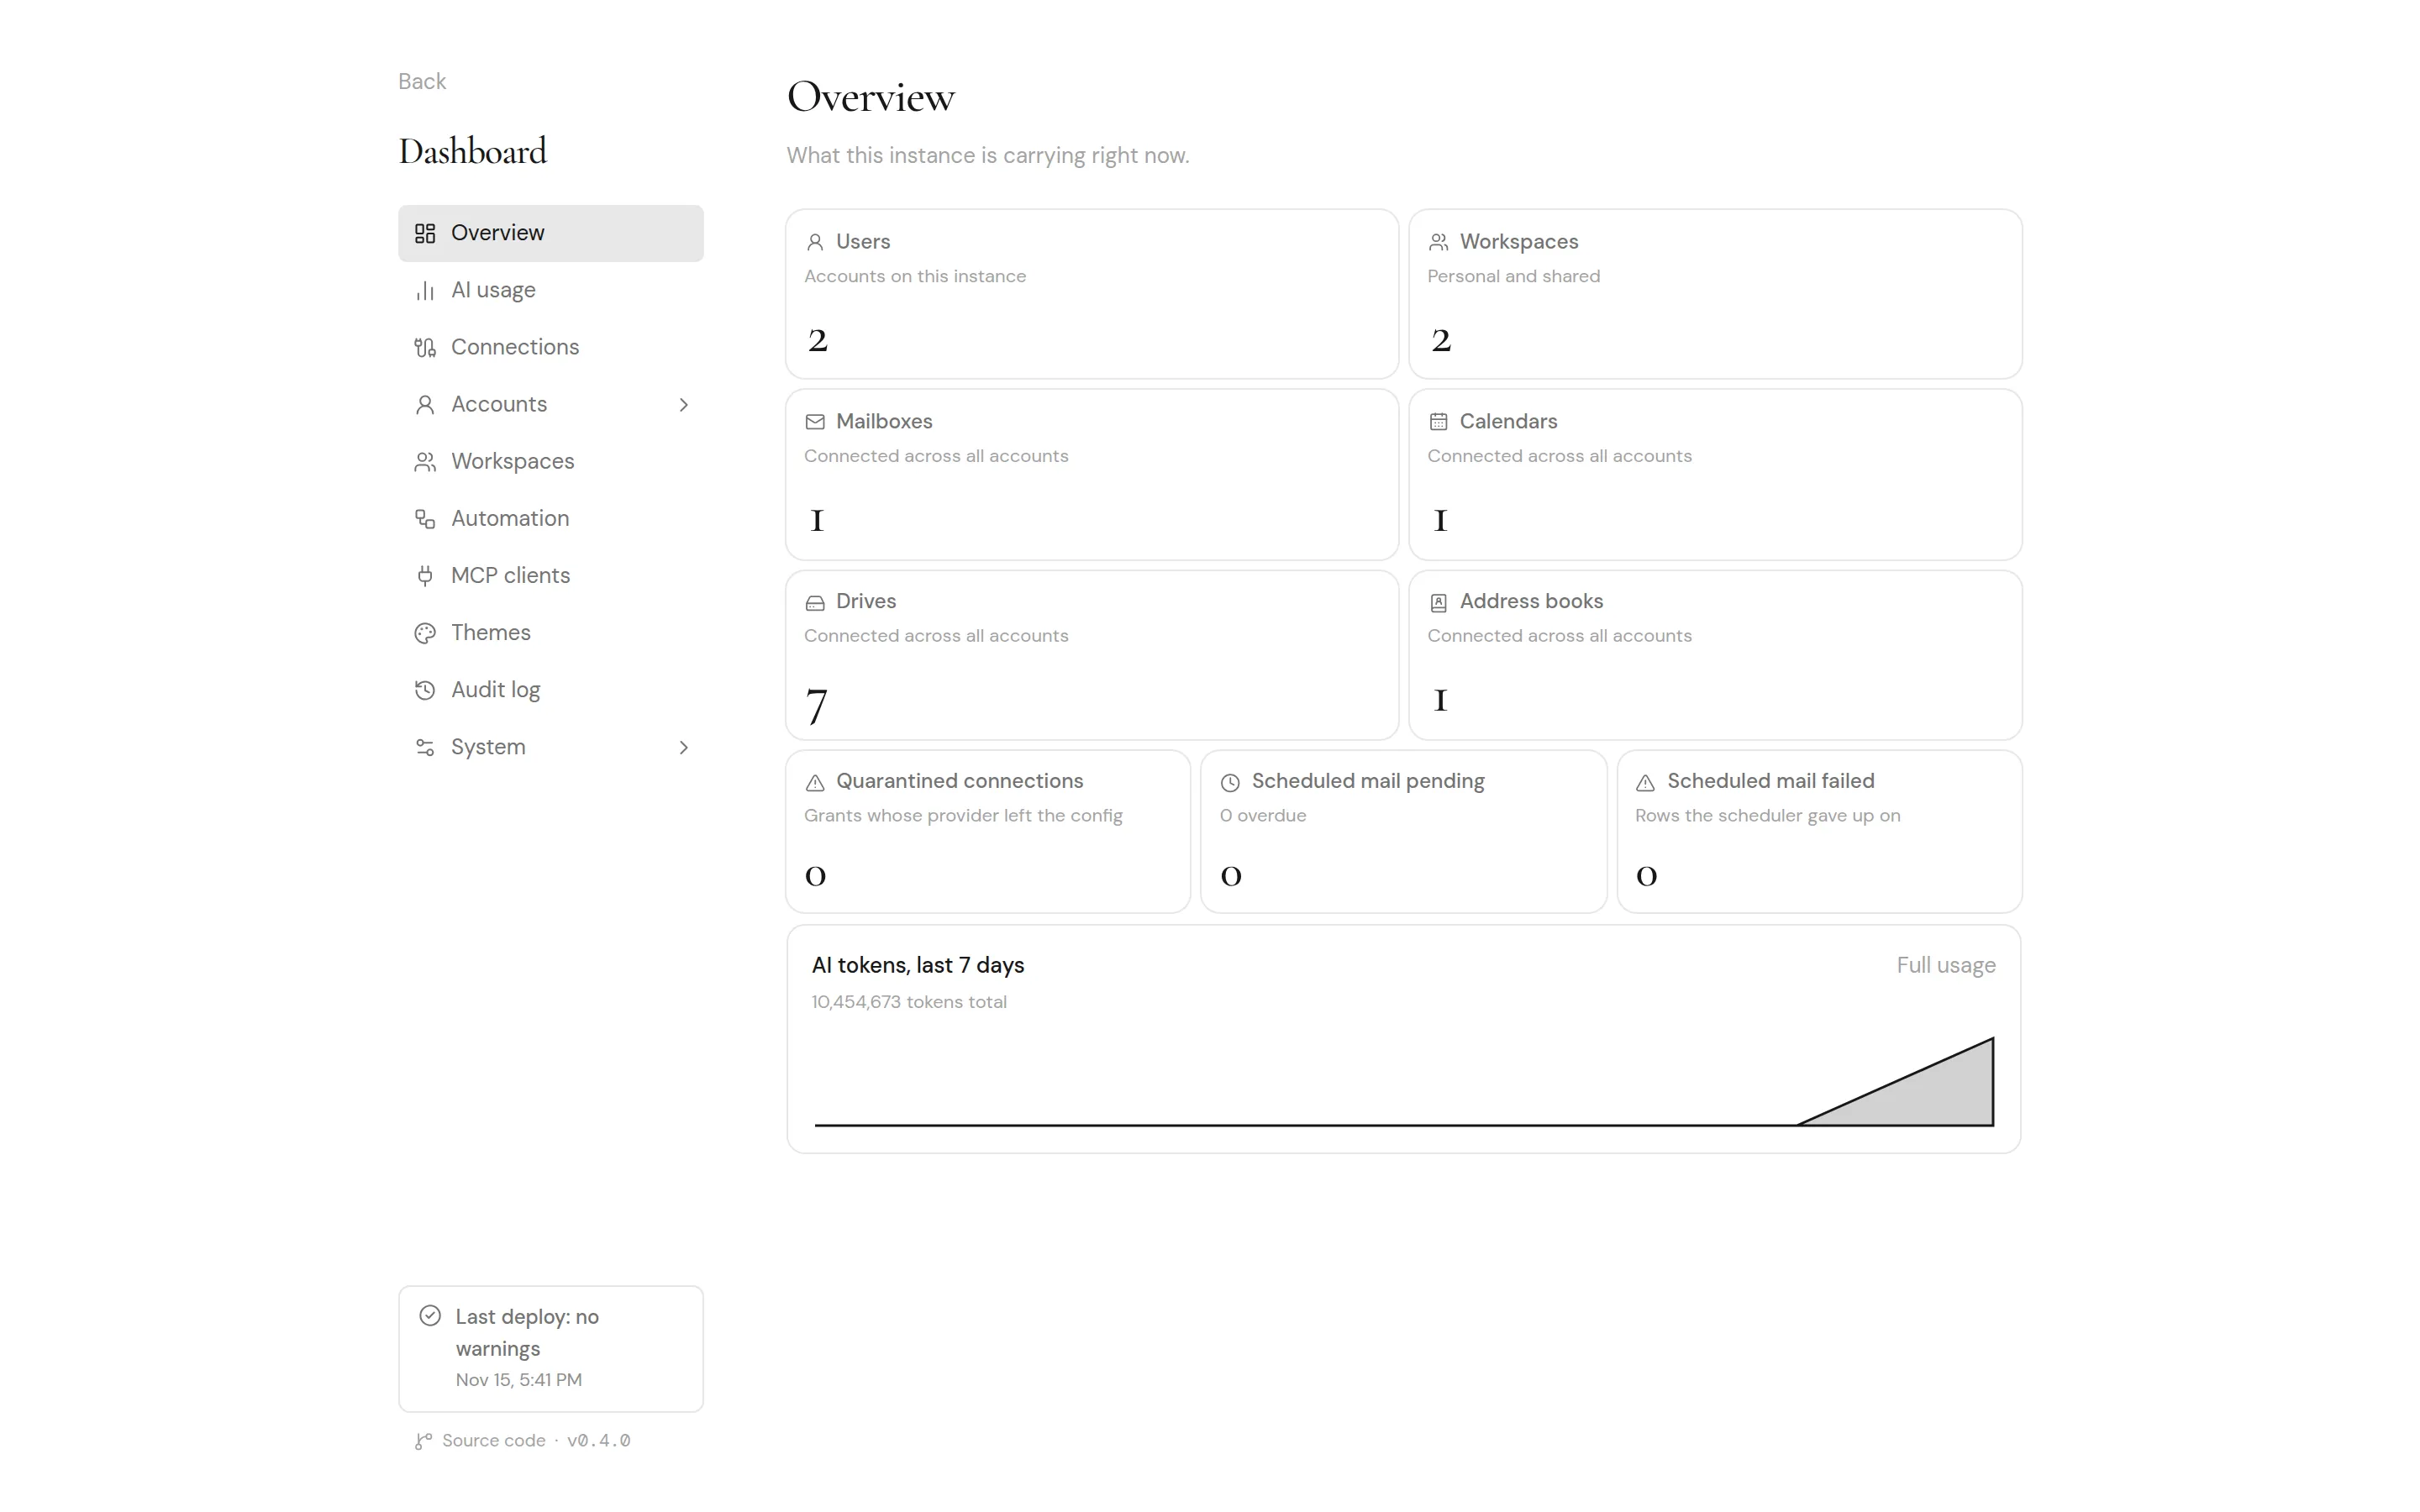 Back
Dashboard
Overview
AI usage
Connections
Accounts
Workspaces
Automation
MCP clients
Themes
Audit log
System
Last deploy: no
warnings
Nov 15, 5:41 PM
Source code · v0.4.0
Overview
What this instance is carrying right now.
Users
Accounts on this instance
2
Workspaces
Personal and shared
2
Mailboxes
Connected across all accounts
1
Calendars
Connected across all accounts
1
Drives
Connected across all accounts
7
Address books
Connected across all accounts
1
Quarantined connections
Grants whose provider left the config
0
Scheduled mail pending
0 overdue
0
Scheduled mail failed
Rows the scheduler gave up on
0
AI tokens, last 7 days
Full usage
10,454,673 tokens total